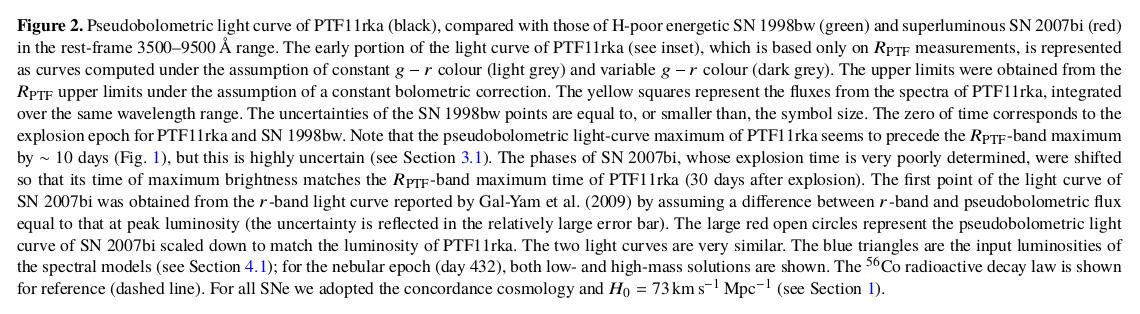 Figure 2. Pseudobolometric light curve of PTF11rka (black), compared with those of H-poor energetic SN 1998bw (green) and superluminous SN 2007bi (red)
in the rest-frame 3500–9500 Å range. The early portion of the light curve of PTF11rka (see inset), which is based only on R_PTF measurements, is represented
as curves computed under the assumption of constant g − r colour (light grey) and variable g − r colour (dark grey). The upper limits were obtained from the
R_PTF upper limits under the assumption of a constant bolometric correction. The yellow squares represent the fluxes from the spectra of PTF11rka, integrated
over the same wavelength range. The uncertainties of the SN 1998bw points are equal to, or smaller than, the symbol size. The zero of time corresponds to the
explosion epoch for PTF11rka and SN 1998bw. Note that the pseudobolometric light-curve maximum of PTF11rka seems to precede the R_PTF-band maximum
by ∼ 10 days (Fig. 1), but this is highly uncertain (see Section 3.1). The phases of SN 2007bi, whose explosion time is very poorly determined, were shifted
so that its time of maximum brightness matches the R_PTF-band maximum time of PTF11rka (30 days after explosion). The first point of the light curve of
SN 2007bi was obtained from the r-band light curve reported by Gal-Yam et al. (2009) by assuming a difference between r-band and pseudobolometric flux
equal to that at peak luminosity (the uncertainty is reflected in the relatively large error bar). The large red open circles represent the pseudobolometric light
curve of SN 2007bi scaled down to match the luminosity of PTF11rka. The two light curves are very similar. The blue triangles are the input luminosities of
the spectral models (see Section 4.1); for the nebular epoch (day 432), both low- and high-mass solutions are shown. The ⁵⁶Co radioactive decay law is shown
for reference (dashed line). For all SNe we adopted the concordance cosmology and H₀ = 73 km s⁻¹ Mpc⁻¹ (see Section 1).